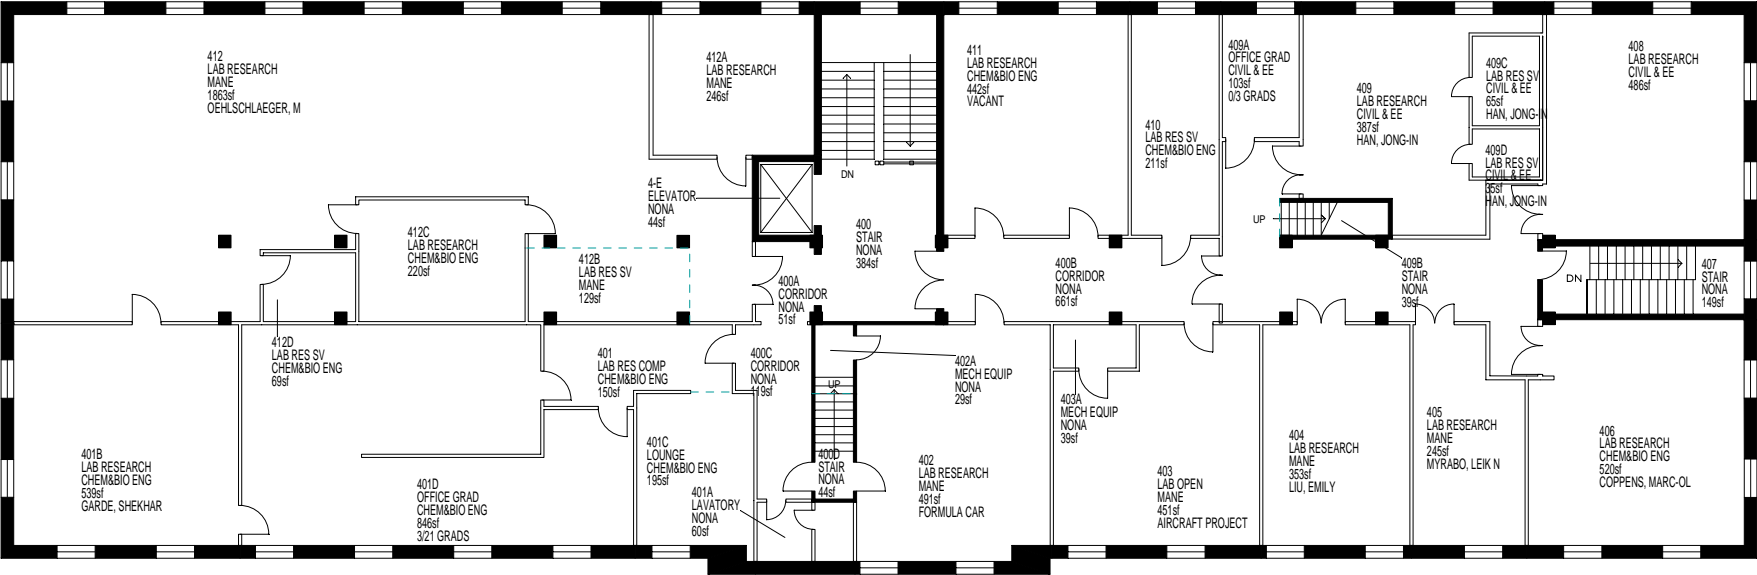 412
LAB RESEARCH
MANE
1863sf
OEHLSCHLAEGER, M
412A
LAB RESEARCH
MANE
246sf
4-E
ELEVATOR
NONA
44sf
DN
400
STAIR
NONA
384sf
411
LAB RESEARCH
CHEM&BIO ENG
442sf
VACANT
410
LAB RES SV
CHEM&BIO ENG
211sf
409A
OFFICE GRAD
CIVIL & EE
103sf
0/3 GRADS
409
LAB RESEARCH
CIVIL & EE
387sf
HAN, JONG-IN
409C
LAB RES SV
CIVIL & EE
65sf
HAN, JONG-IN
409D
LAB RES SV
CIVIL & EE
35sf
HAN, JONG-IN
408
LAB RESEARCH
CIVIL & EE
486sf
UP
412C
LAB RESEARCH
CHEM&BIO ENG
220sf
412B
LAB RES SV
MANE
129sf
400A
CORRIDOR
NONA
51sf
400B
CORRIDOR
NONA
661sf
409B
STAIR
NONA
39sf
DN
407
STAIR
NONA
149sf
412D
LAB RES SV
CHEM&BIO ENG
69sf
401
LAB RES COMP
CHEM&BIO ENG
150sf
400C
CORRIDOR
NONA
119sf
UP
402A
MECH EQUIP
NONA
29sf
403A
MECH EQUIP
NONA
39sf
401B
LAB RESEARCH
CHEM&BIO ENG
539sf
GARDE, SHEKHAR
401D
OFFICE GRAD
CHEM&BIO ENG
846sf
3/21 GRADS
401C
LOUNGE
CHEM&BIO ENG
195sf
401A
LAVATORY
NONA
60sf
400D
STAIR
NONA
44sf
402
LAB RESEARCH
MANE
491sf
FORMULA CAR
403
LAB OPEN
MANE
451sf
AIRCRAFT PROJECT
404
LAB RESEARCH
MANE
353sf
LIU, EMILY
405
LAB RESEARCH
MANE
245sf
MYRABO, LEIK N
406
LAB RESEARCH
CHEM&BIO ENG
520sf
COPPENS, MARC-OL